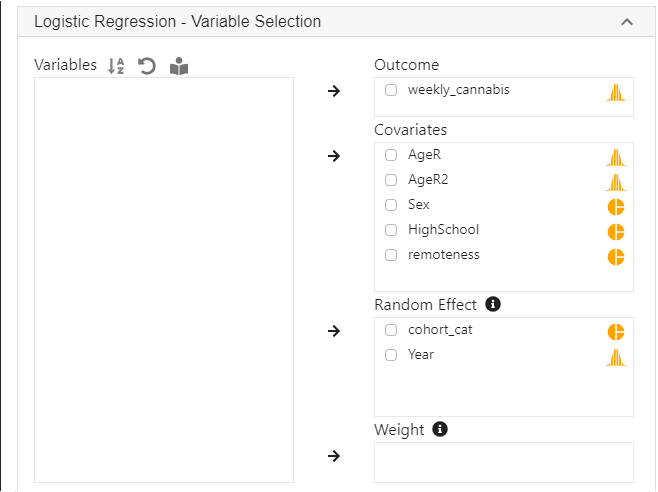 Logistic Regression - Variable Selection
Variables
Outcome
weekly_cannabis
Covariates
AgeR
AgeR2
Sex
HighSchool
remoteness
Random Effect
cohort_cat
Year
Weight